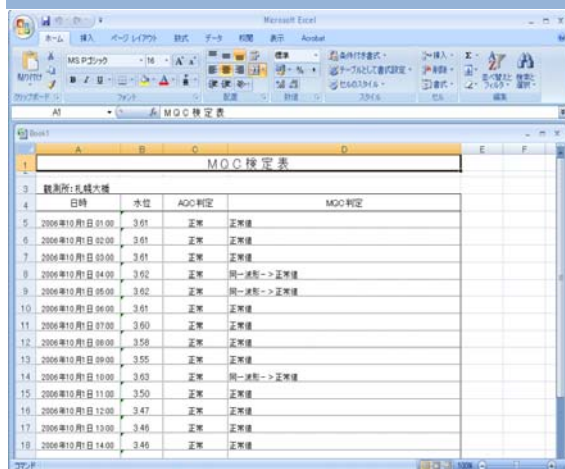 Microsoft Excel
ホーム 挿入 ページ レイアウト 数式 データ 校閲 表示 Acrobat
MS Pゴシック 16 標準 条件付き書式 挿入 Σ
貼り付け B I U テーブルとして書式設定 削除 並べ替えと 検索と
セルのスタイル 書式 フィルタ 選択
クリップボード フォント 配置 数値 スタイル セル 編集
A1 MQC検定表
Book1
A B C D E F
1 MQC検定表
3 観測所:札幌大橋
4 日時 水位 AQC判定 MQC判定
5 2006年10月1日 01:00 3.61 正常 正常値
6 2006年10月1日 02:00 3.61 正常 正常値
7 2006年10月1日 03:00 3.61 正常 正常値
8 2006年10月1日 04:00 3.62 正常 同一波形->正常値
9 2006年10月1日 05:00 3.62 正常 同一波形->正常値
10 2006年10月1日 06:00 3.61 正常 正常値
11 2006年10月1日 07:00 3.60 正常 正常値
12 2006年10月1日 08:00 3.58 正常 正常値
13 2006年10月1日 09:00 3.55 正常 正常値
14 2006年10月1日 10:00 3.63 正常 同一波形->正常値
15 2006年10月1日 11:00 3.50 正常 正常値
16 2006年10月1日 12:00 3.47 正常 正常値
17 2006年10月1日 13:00 3.46 正常 正常値
18 2006年10月1日 14:00 3.46 正常 正常値
コマンド 100%